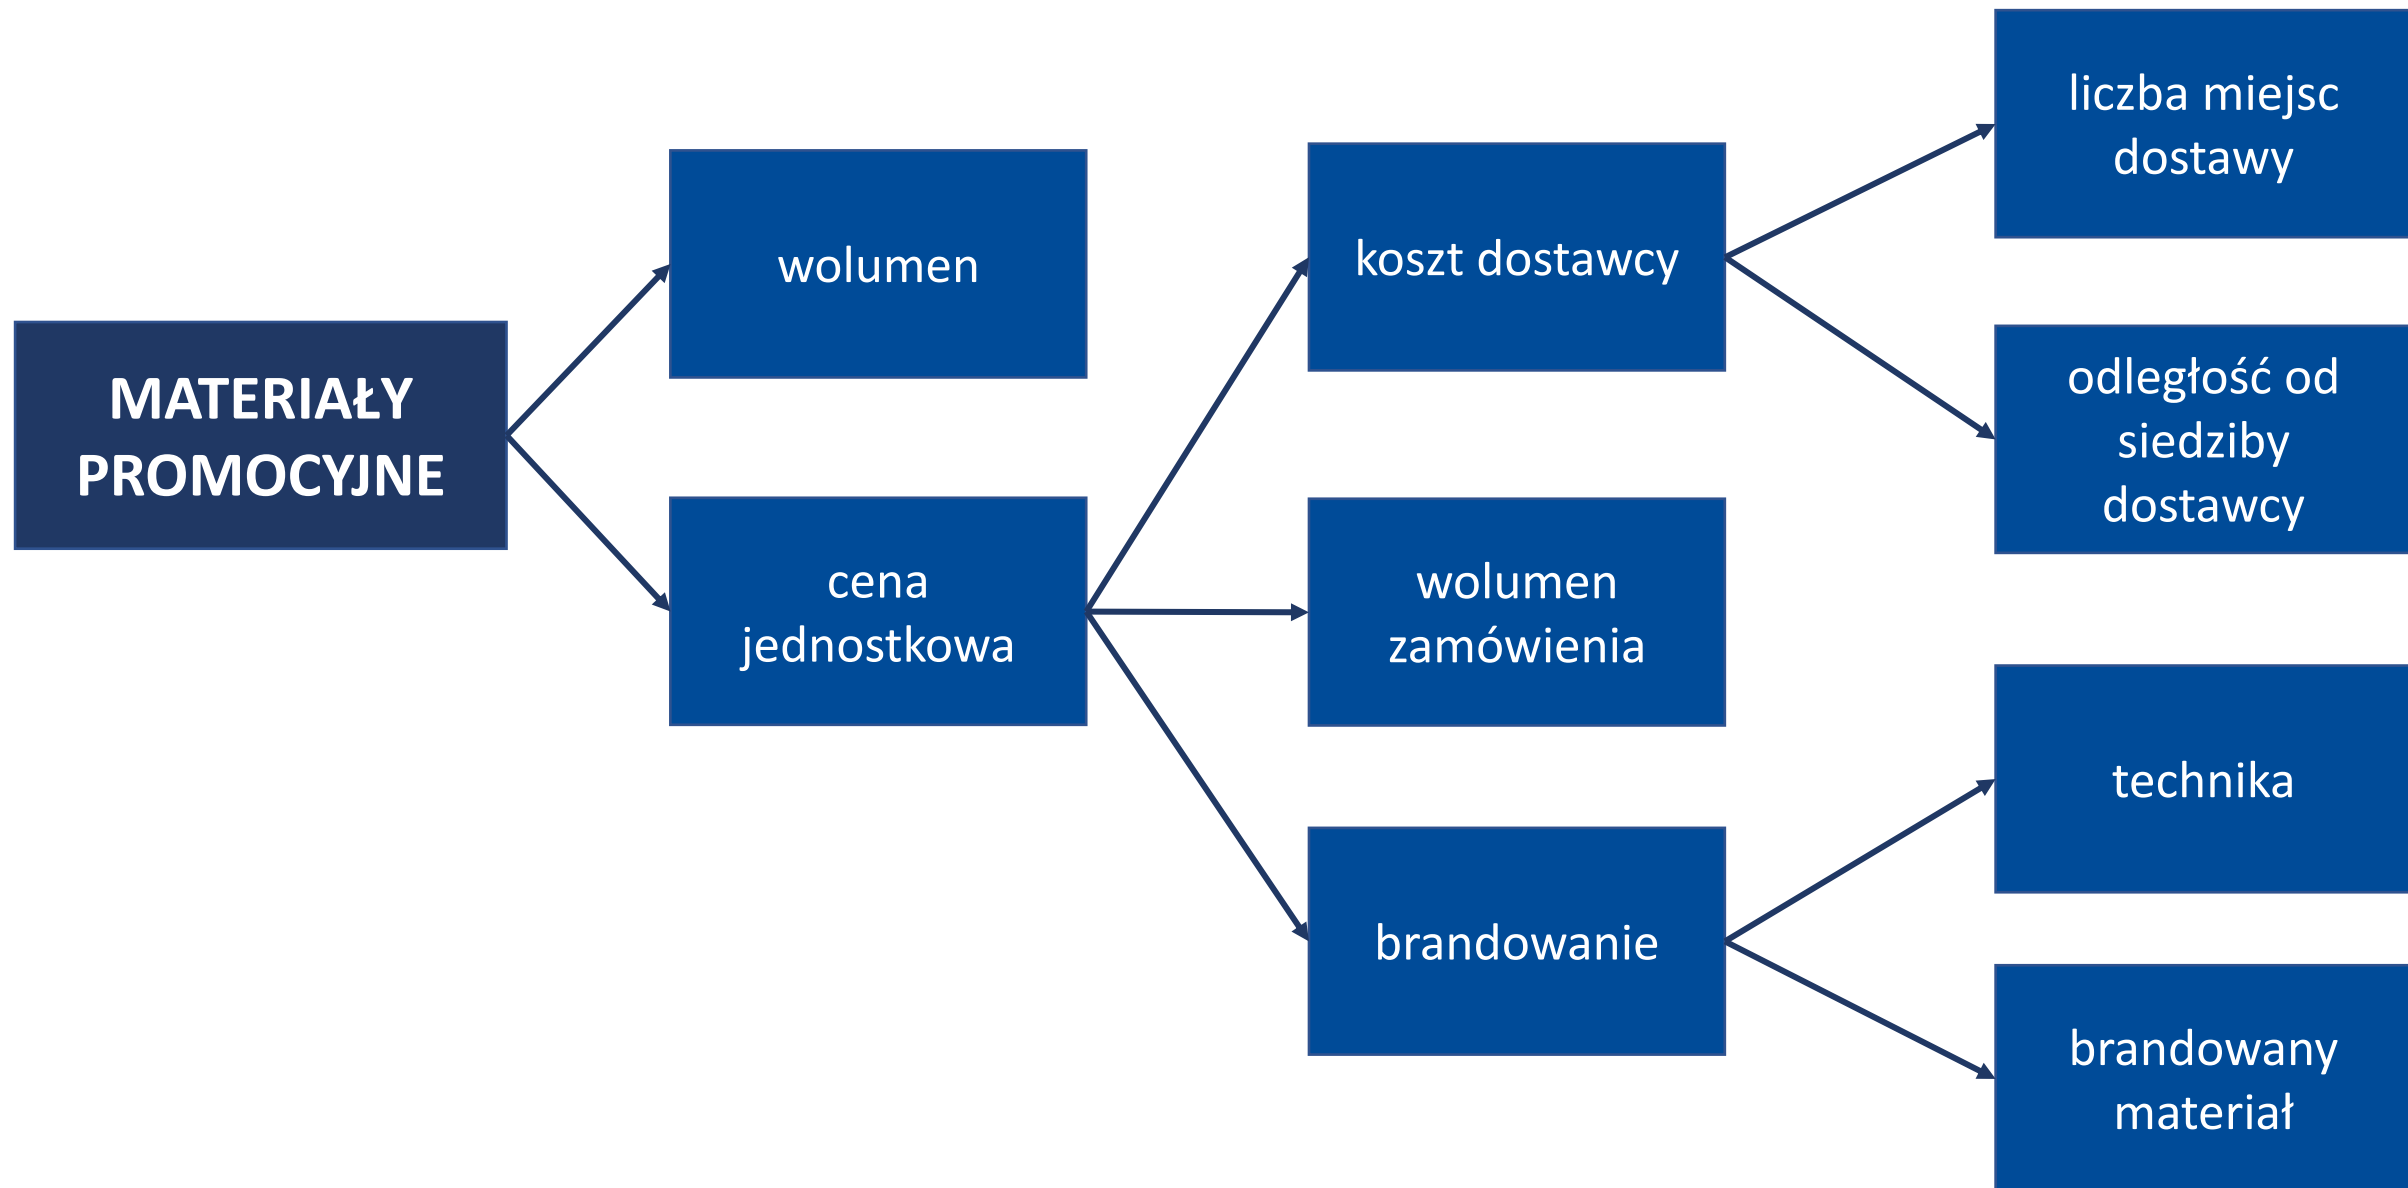 MATERIAŁY
PROMOCYJNE
wolumen
cena
jednostkowa
koszt dostawcy
wolumen
zamówienia
brandowanie
liczba miejsc
dostawy
odległość od
siedziby
dostawcy
technika
brandowany
materiał